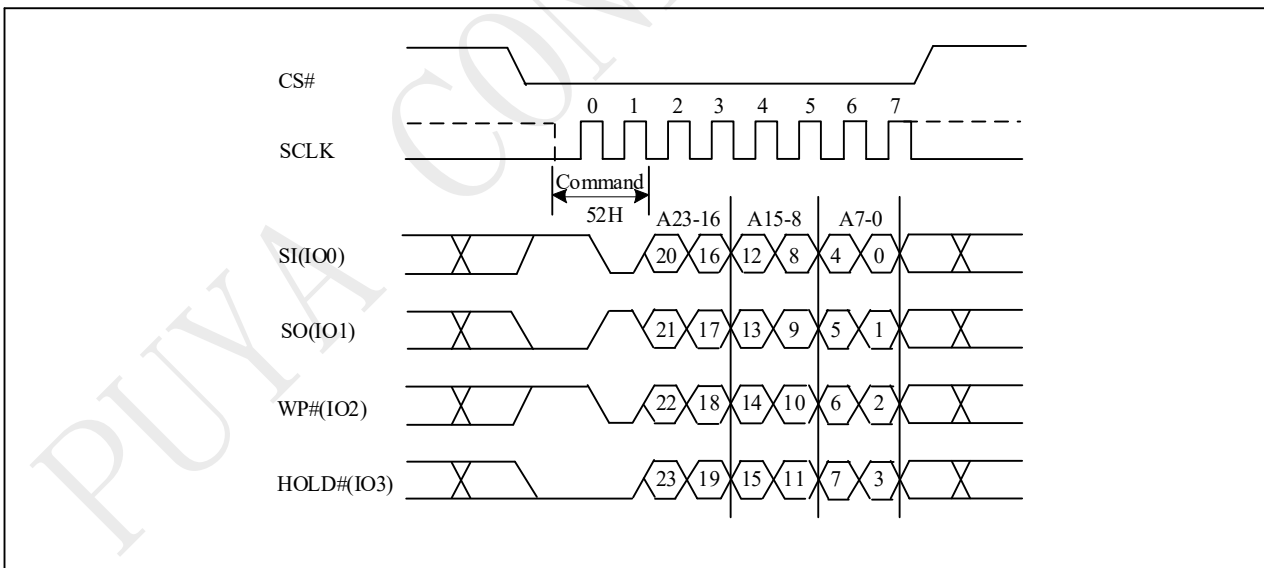 PUYA CON
CS#
0 1 2 3 4 5 6 7
SCLK
Command
52H
A23-16 A15-8 A7-0
SI(IO0) 20 16 12 8 4 0
SO(IO1) 21 17 13 9 5 1
WP#(IO2) 22 18 14 10 6 2
HOLD#(IO3) 23 19 15 11 7 3